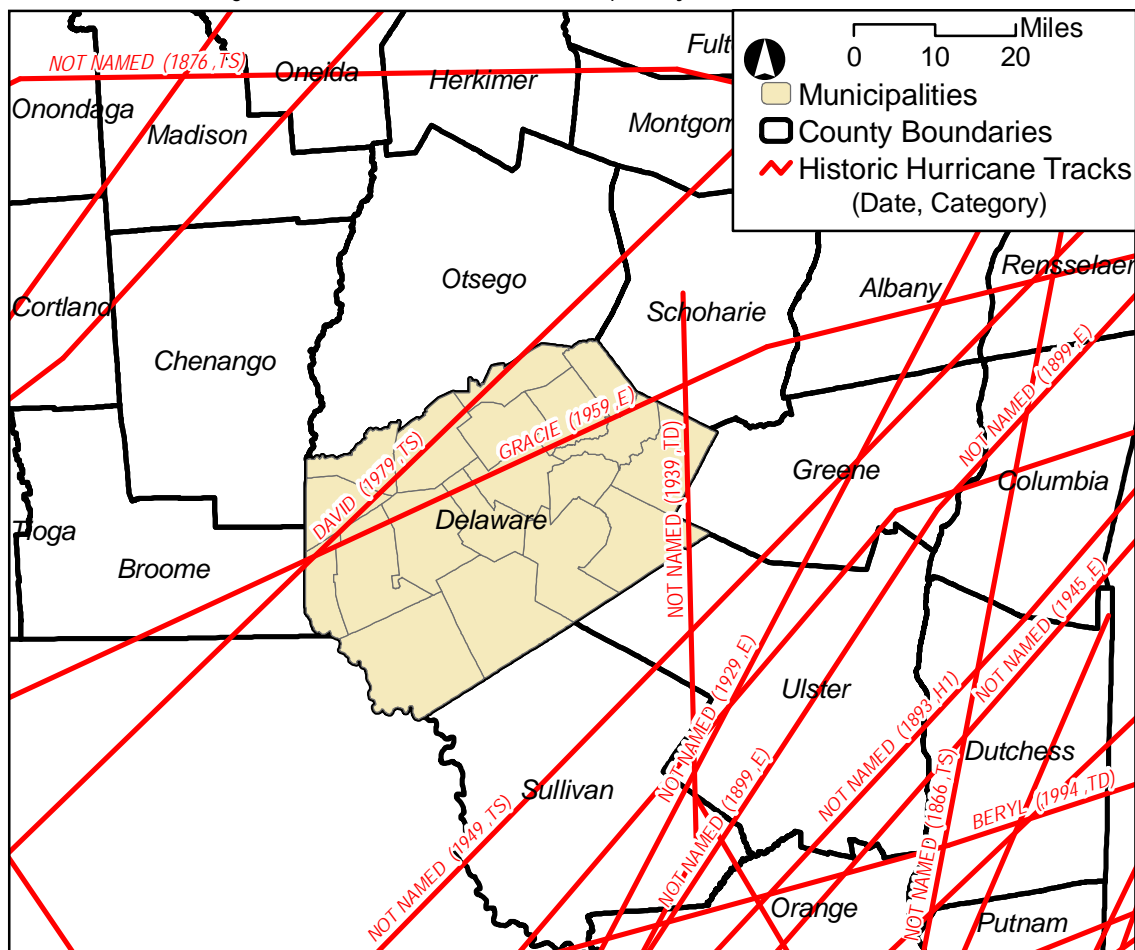 Miles
0 10 20
Municipalities
County Boundaries
Historic Hurricane Tracks
(Date, Category)
NOT NAMED (1876 ,TS)
Oneida
Herkimer
Fult
Onondaga
Madison
Montgom
Otsego
Cortland
Chenango
Schoharie
Albany
Rensselaer
NOT NAMED (1899 ,E)
GRACIE (1959 ,E)
DAVID (1979 ,TS)
NOT NAMED (1939 ,TD)
Greene
Columbia
Tioga
Broome
Delaware
NOT NAMED (1945 ,E)
NOT NAMED (1929 ,E)
Ulster
NOT NAMED (1893 ,H1)
Dutchess
Sullivan
NOT NAMED (1899 ,E)
NOT NAMED (1866 ,TS)
BERYL (1994 ,TD)
NOT NAMED (1949 ,TS)
Orange
Putnam